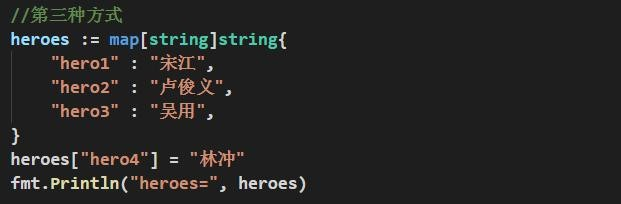 //第三种方式
heroes := map[string]string{
    "hero1" : "宋江",
    "hero2" : "卢俊义",
    "hero3" : "吴用",
}
heroes["hero4"] = "林冲"
fmt.Println("heroes=", heroes)